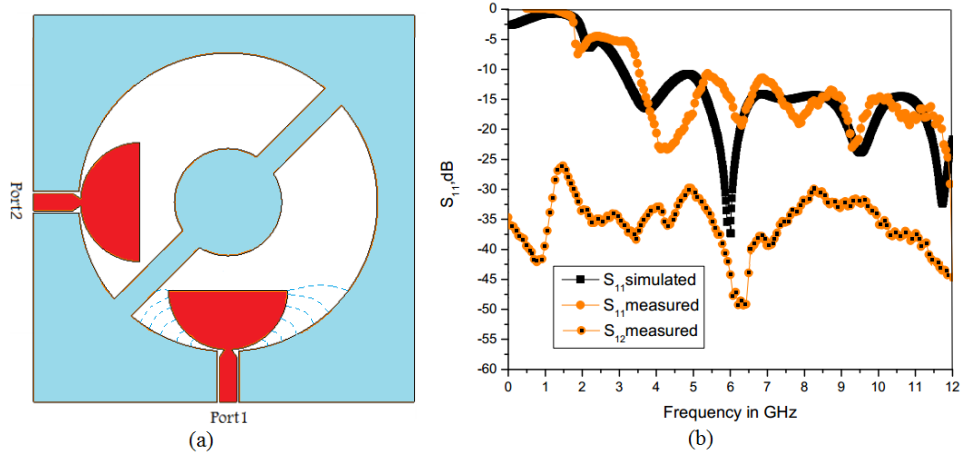 Port2
Port1
(a)
S11,dB
0
-5
-10
-15
-20
-25
-30
-35
-40
-45
-50
-55
-60
S11simulated
S11measured
S12measured
0 1 2 3 4 5 6 7 8 9 10 11 12
Frequency in GHz
(b)